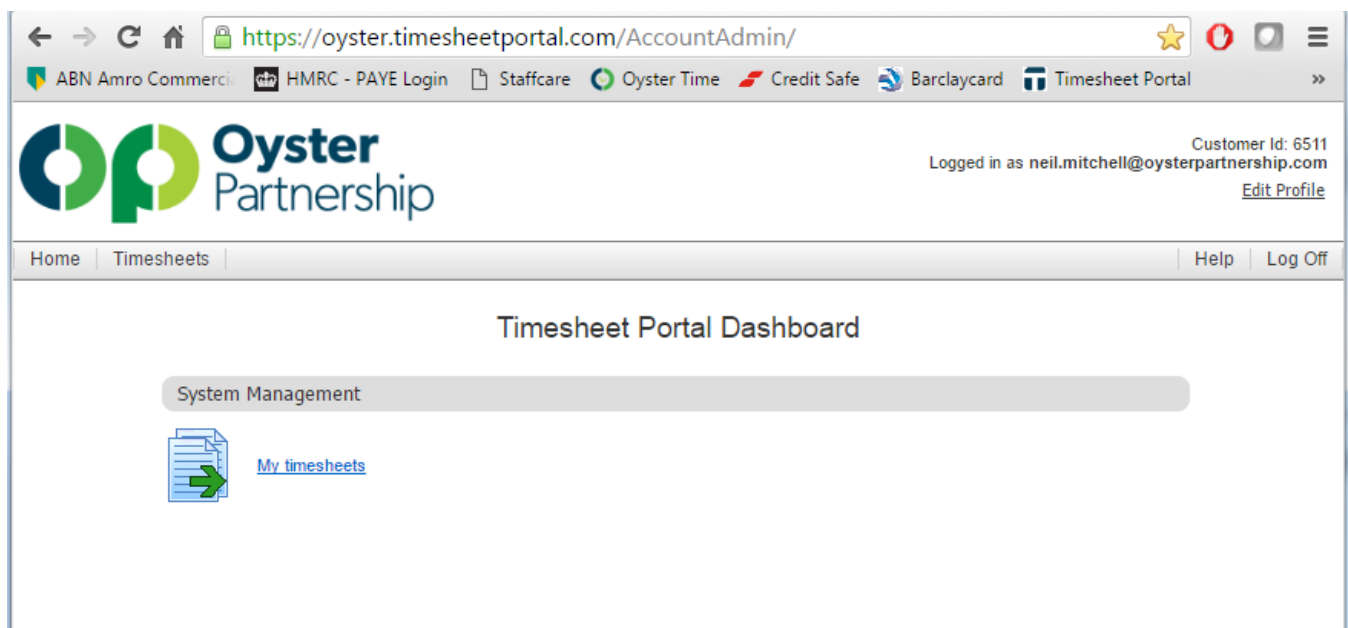 https://oyster.timesheetportal.com/AccountAdmin/
ABN Amro Commerci HMRC - PAYE Login Staffcare Oyster Time Credit Safe Barclaycard Timesheet Portal »
Oyster
Partnership
Customer Id: 6511
Logged in as neil.mitchell@oysterpartnership.com
Edit Profile
Home Timesheets Help Log Off
Timesheet Portal Dashboard
System Management
My timesheets